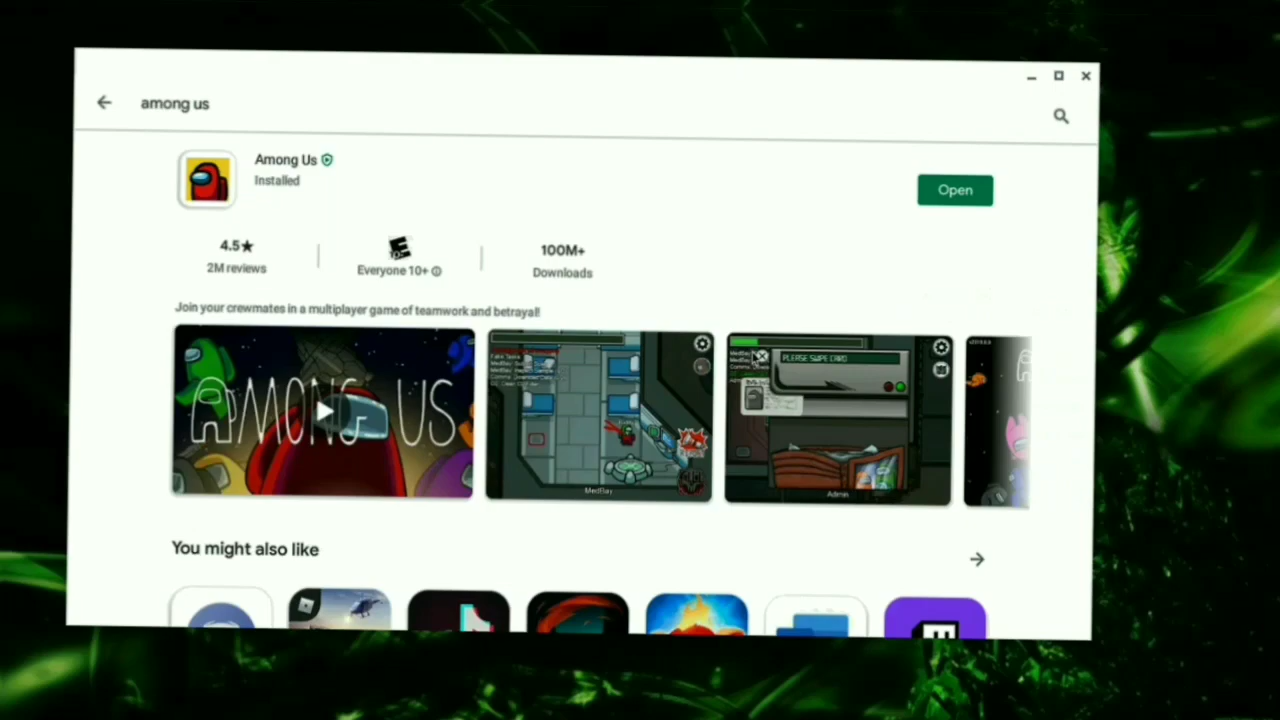 among us
Among Us
Installed
Open
4.5★
2M reviews
Everyone 10+
100M+
Downloads
Join your crewmates in a multiplayer game of teamwork and betrayal!
AMONG US
MedBay
PLEASE SWIPE CARD
Admin
You might also like